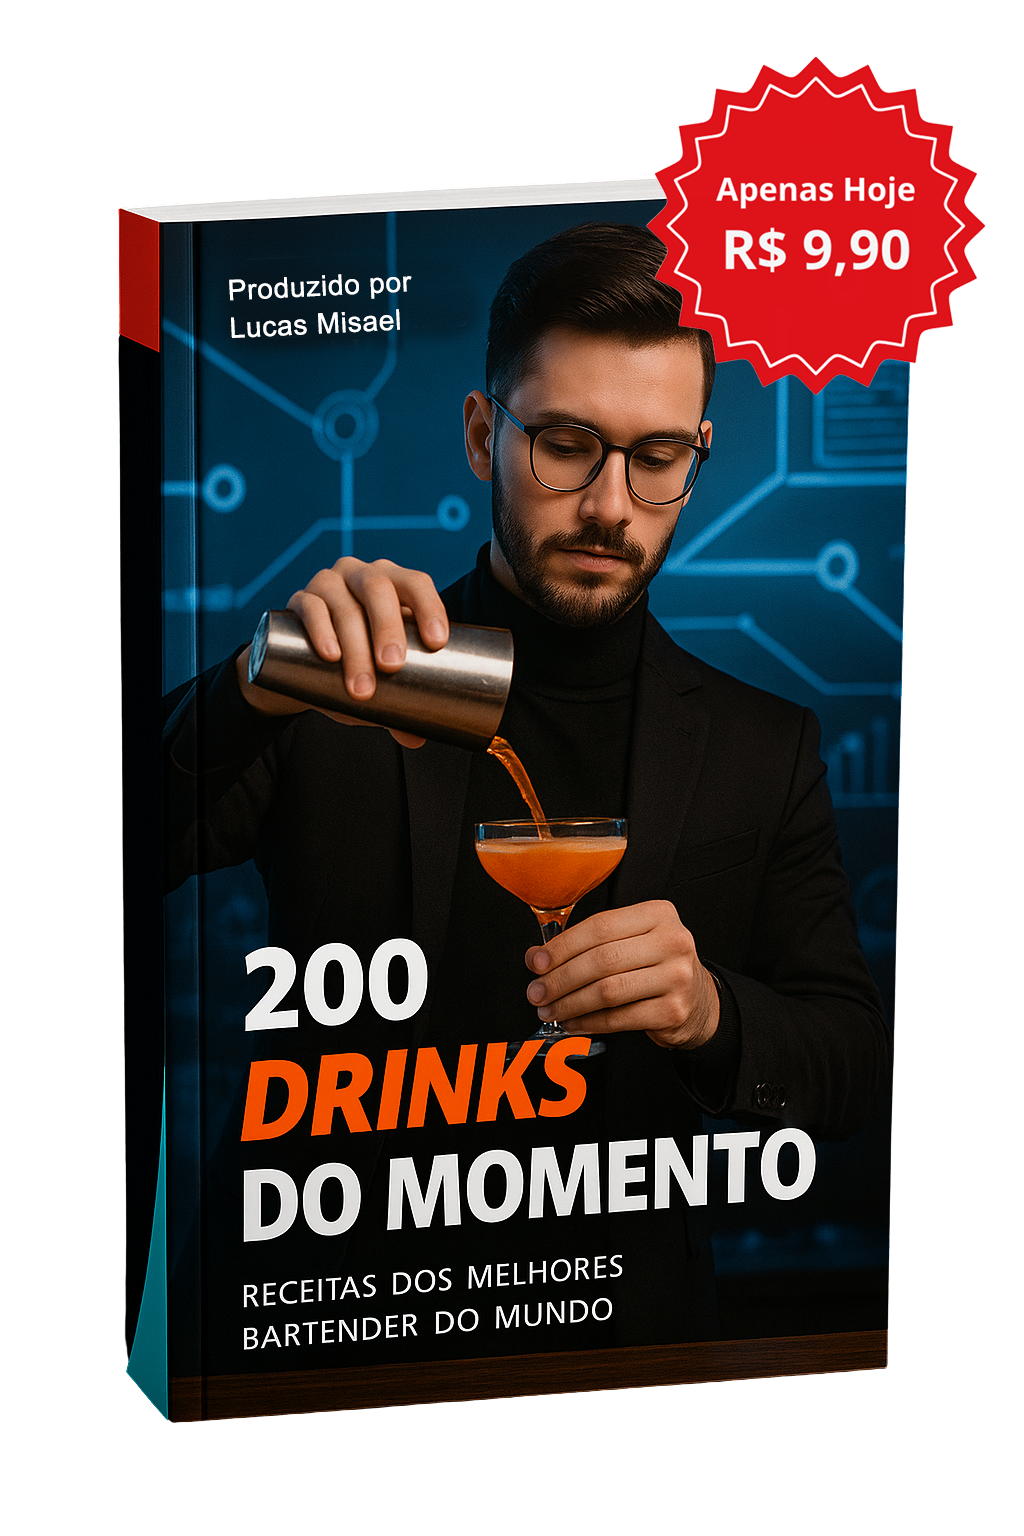 Apenas Hoje
R$ 9,90
Produzido por
Lucas Misael
200
DRINKS
DO MOMENTO
RECEITAS DOS MELHORES
BARTENDER DO MUNDO